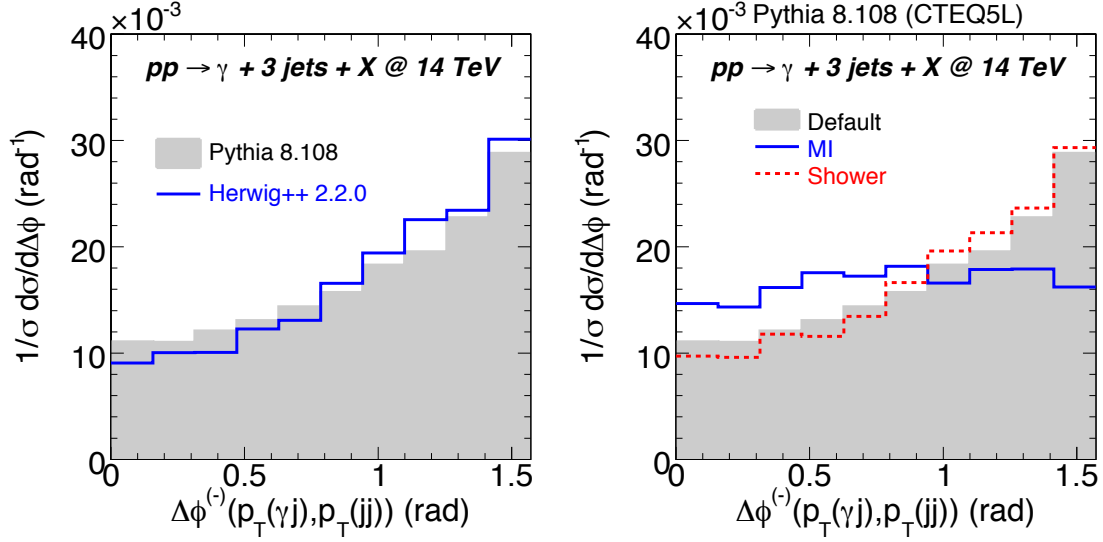 ×10⁻³
pp → γ + 3 jets + X @ 14 TeV
Pythia 8.108
Herwig++ 2.2.0
1/σ dσ/dΔϕ (rad⁻¹)
40
30
20
10
0
0 0.5 1 1.5
Δϕ⁽⁻⁾(p_T(γj),p_T(jj)) (rad)
×10⁻³ Pythia 8.108 (CTEQ5L)
pp → γ + 3 jets + X @ 14 TeV
Default
MI
Shower
1/σ dσ/dΔϕ (rad⁻¹)
40
30
20
10
0
0 0.5 1 1.5
Δϕ⁽⁻⁾(p_T(γj),p_T(jj)) (rad)